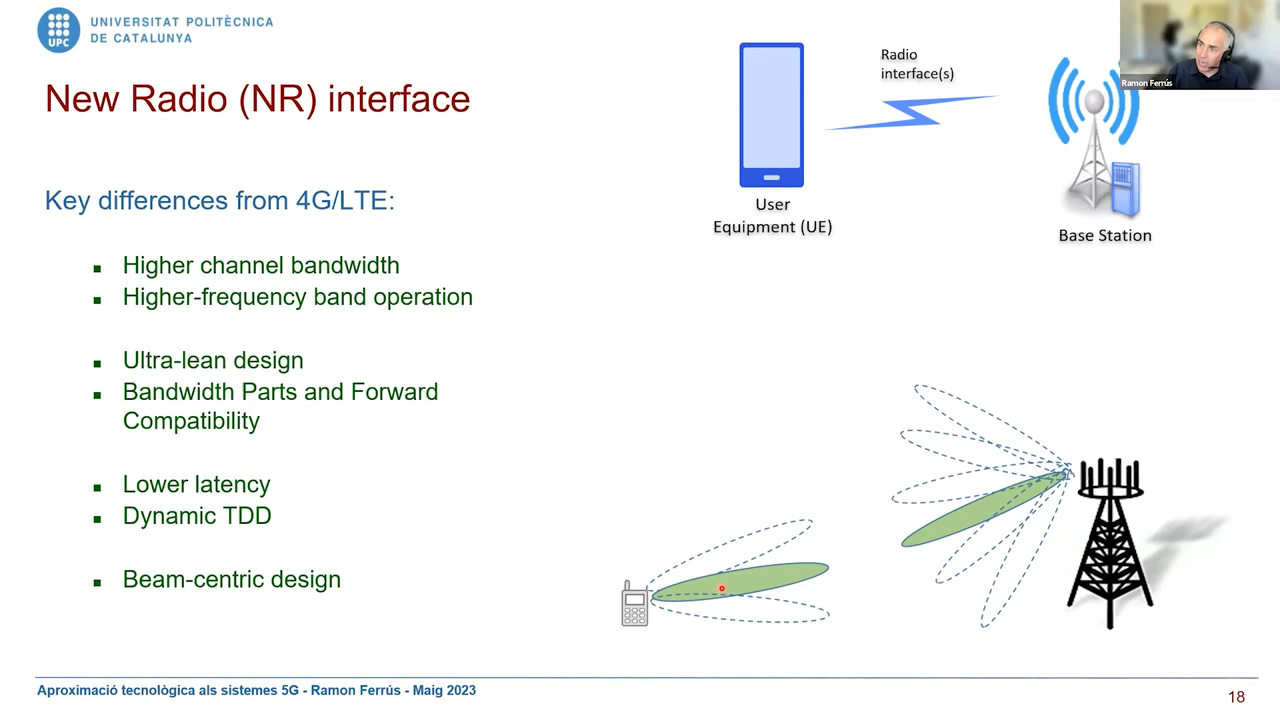 UPC
UNIVERSITAT POLITÈCNICA
DE CATALUNYA
New Radio (NR) interface
Key differences from 4G/LTE:
Higher channel bandwidth
Higher-frequency band operation
Ultra-lean design
Bandwidth Parts and Forward
Compatibility
Lower latency
Dynamic TDD
Beam-centric design
Radio
interface(s)
User
Equipment (UE)
Base Station
Ramon Ferrús
Aproximació tecnològica als sistemes 5G - Ramon Ferrús - Maig 2023
18